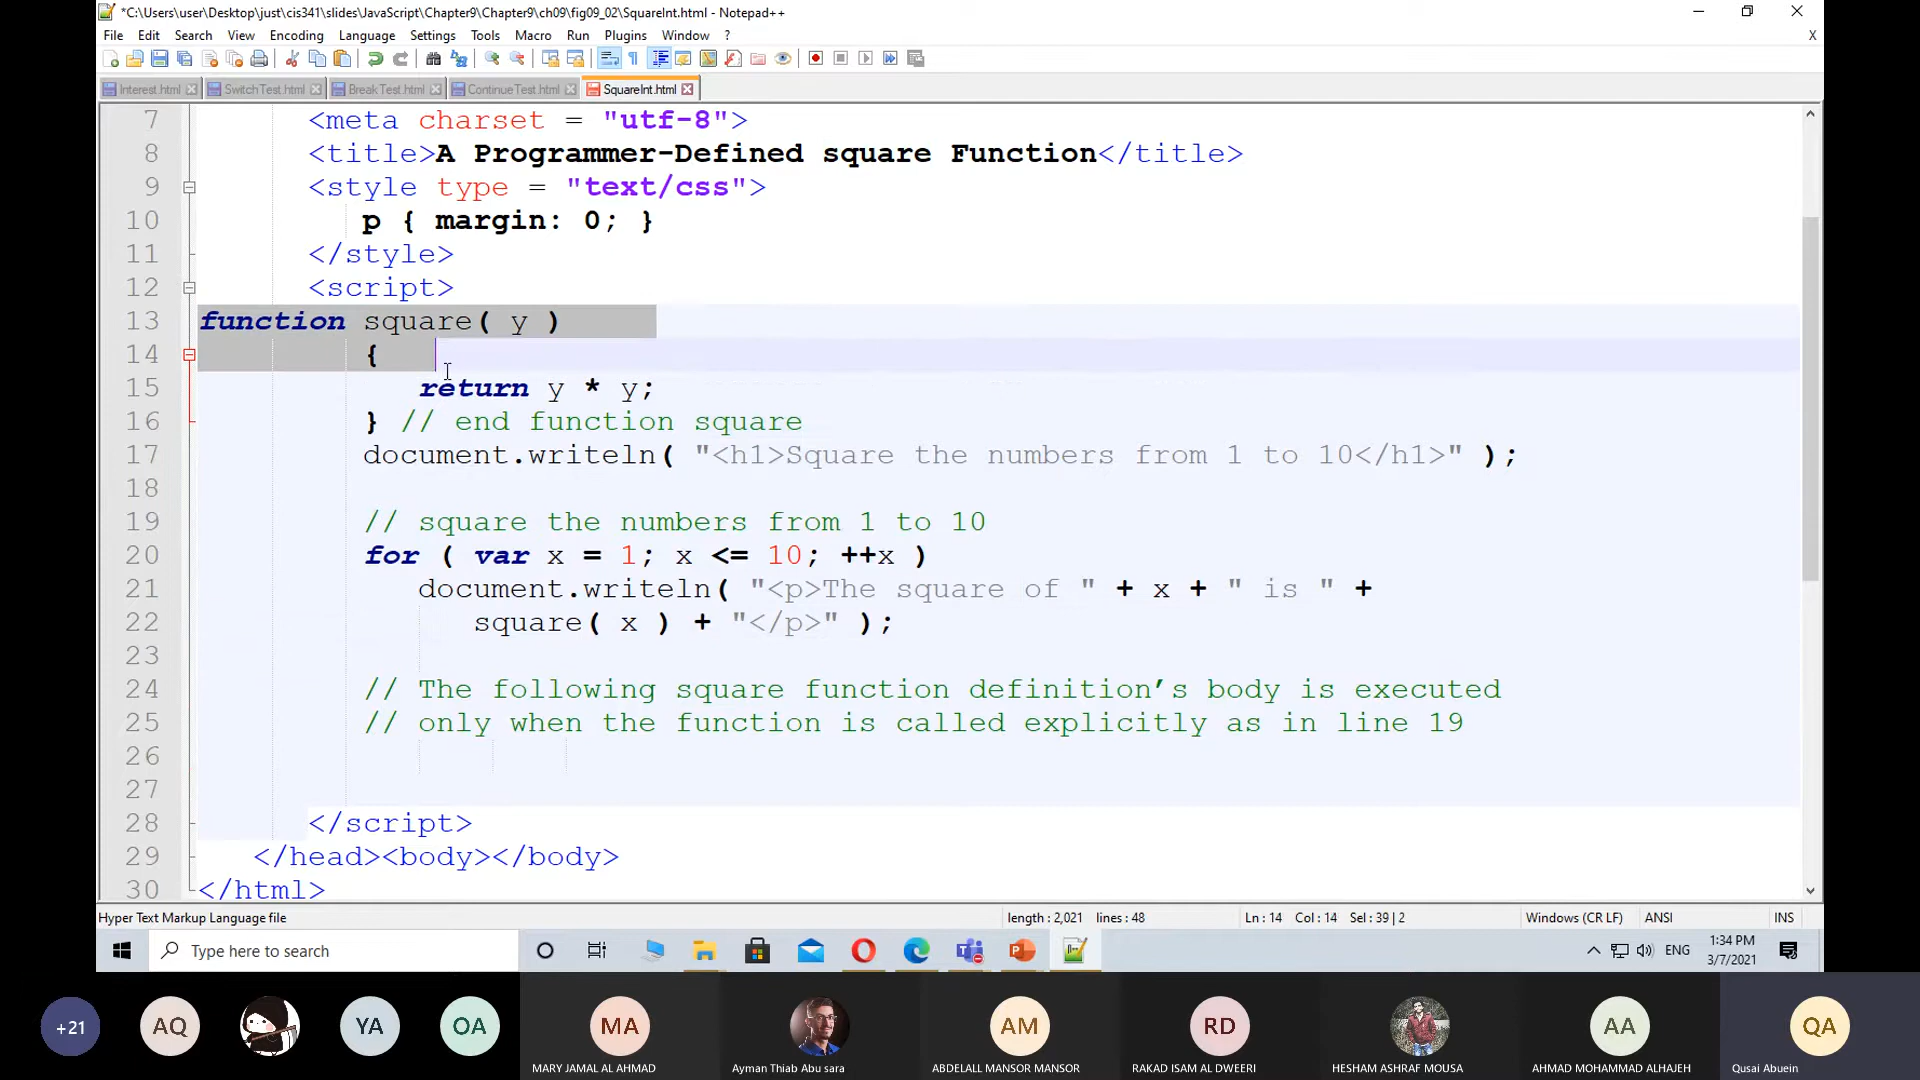 *C:\Users\user\Desktop\just\cis341\slides\JavaScript\Chapter9\Chapter9\ch09\fig09_02\SquareInt.html - Notepad++
File Edit Search View Encoding Language Settings Tools Macro Run Plugins Window ? X
Interest.html SwitchTest.html BreakTest.html ContinueTest.html SquareInt.html
7 <meta charset = "utf-8">
8 <title>A Programmer-Defined square Function</title>
9 <style type = "text/css">
10 p { margin: 0; }
11 </style>
12 <script>
13 function square( y )
14 {
15 return y * y;
16 } // end function square
17 document.writeln( "<h1>Square the numbers from 1 to 10</h1>" );
18
19 // square the numbers from 1 to 10
20 for ( var x = 1; x <= 10; ++x )
21 document.writeln( "<p>The square of " + x + " is " +
22 square( x ) + "</p>" );
23
24 // The following square function definition’s body is executed
25 // only when the function is called explicitly as in line 19
26
27
28 </script>
29 </head><body></body>
30 </html>
Hyper Text Markup Language file length : 2,021 lines : 48 Ln : 14 Col : 14 Sel : 39 | 2 Windows (CR LF) ANSI INS
Type here to search ENG 1:34 PM
3/7/2021
+21 AQ YA OA MA AM RD AA QA
MARY JAMAL AL AHMAD Ayman Thiab Abu sara ABDELALL MANSOR MANSOR RAKAD ISAM AL DWEERI HESHAM ASHRAF MOUSA AHMAD MOHAMMAD ALHAJEH Qusai Abuein